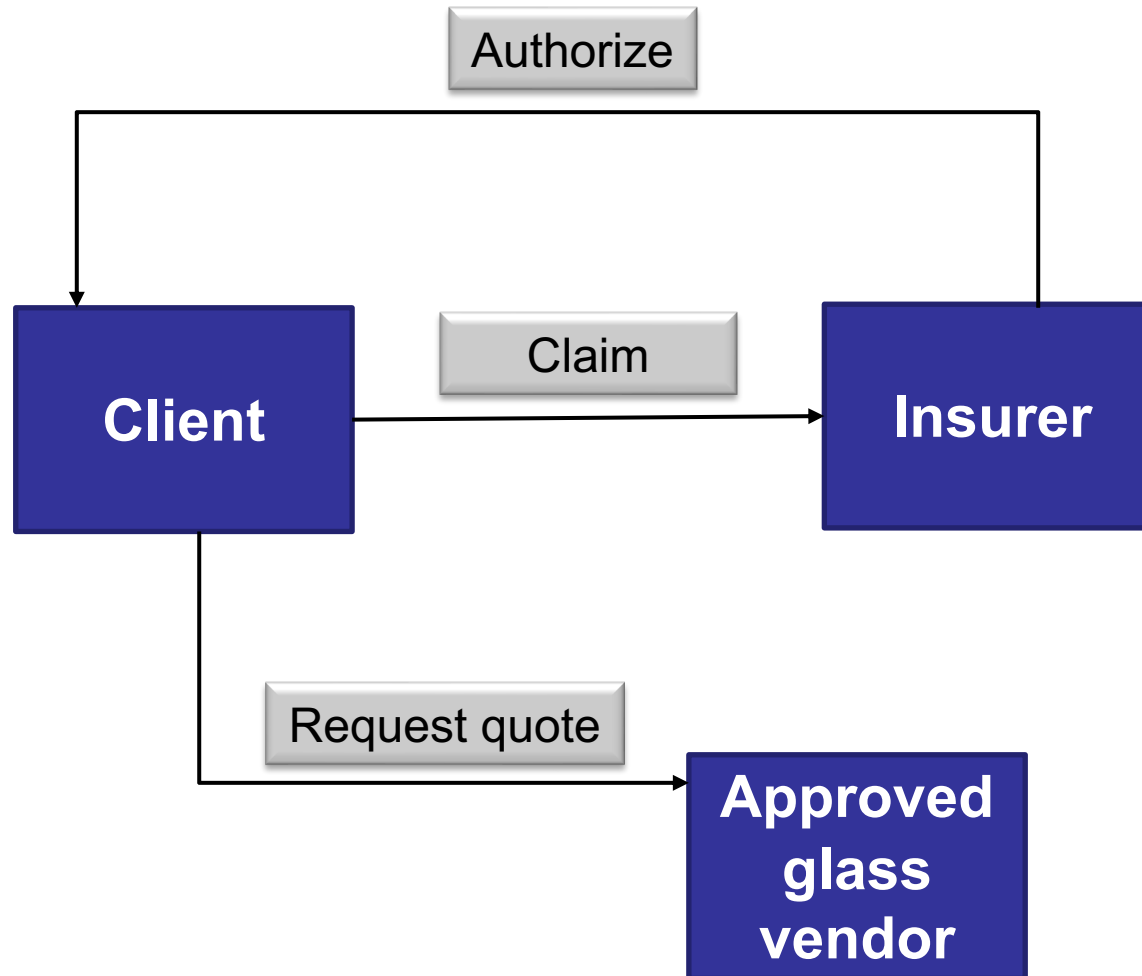 Authorize
Client
Claim
Insurer
Request quote
Approved
glass
vendor